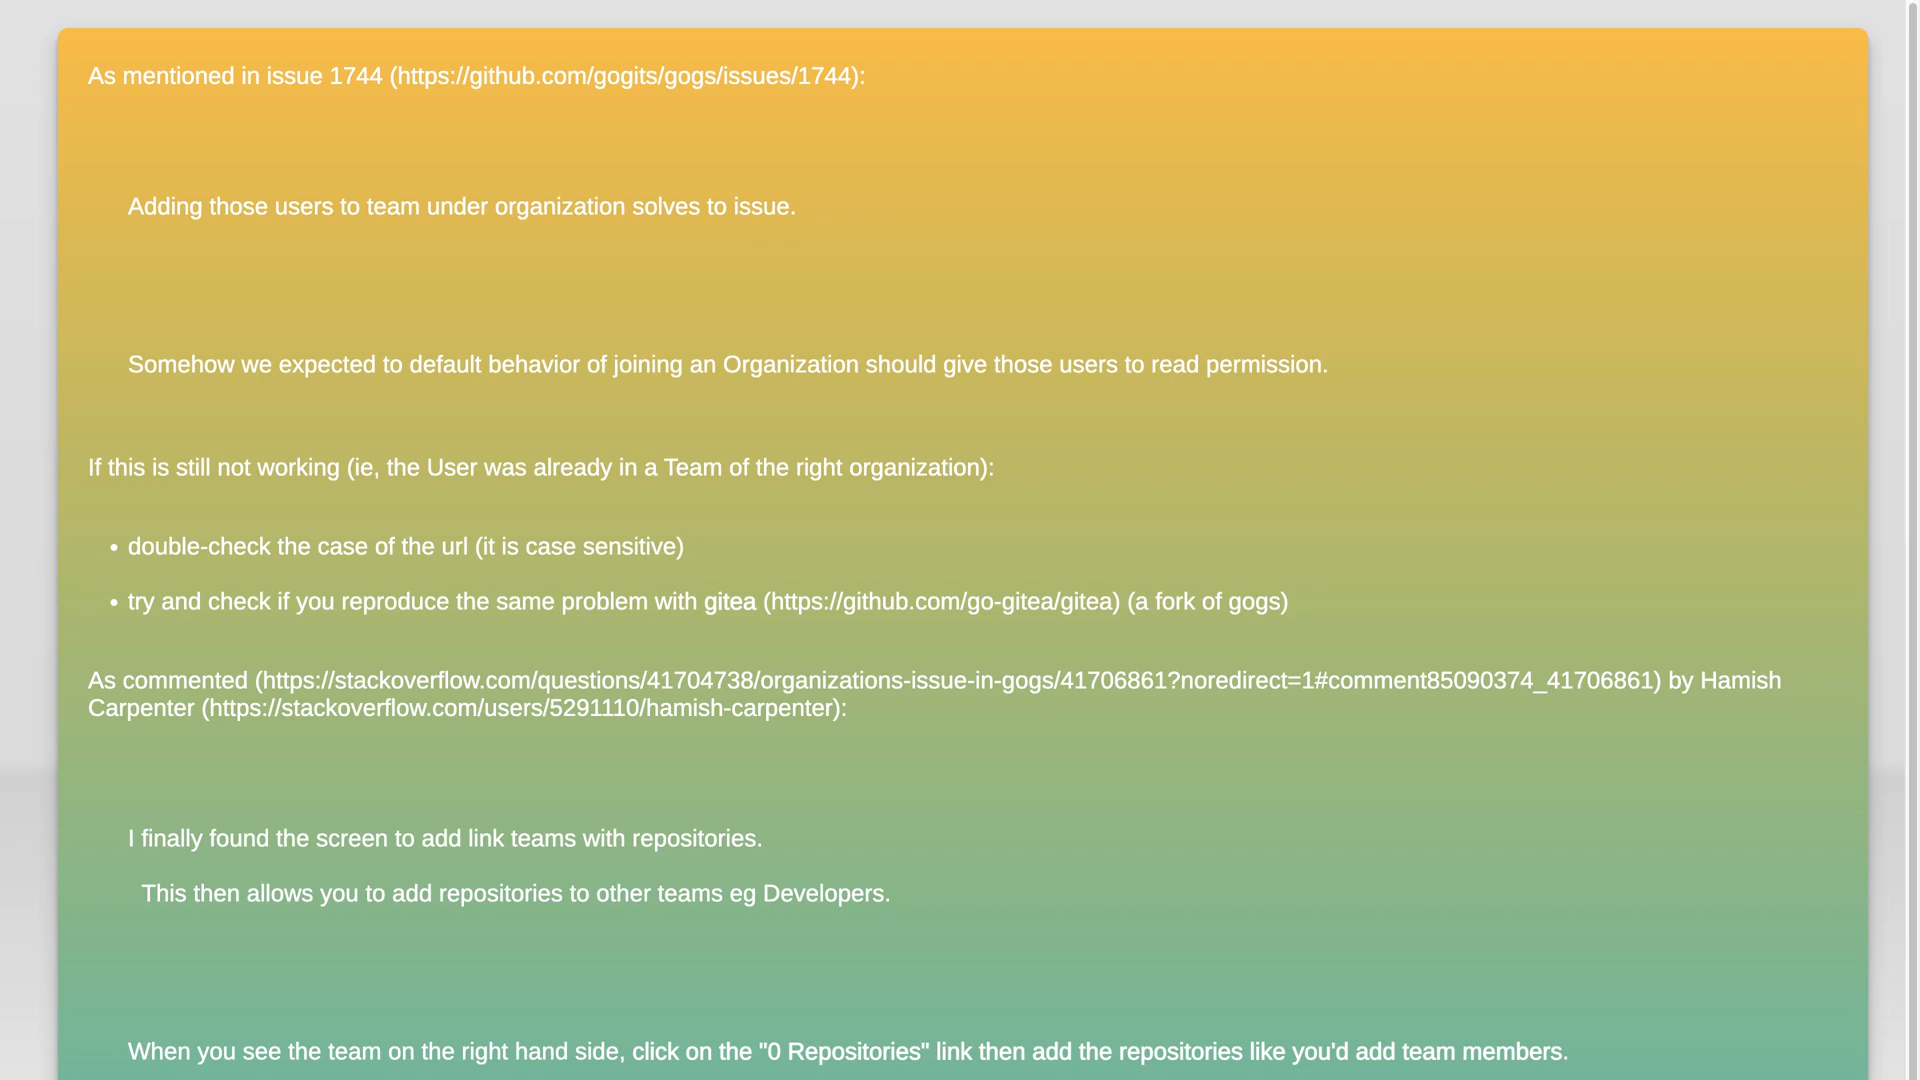 As mentioned in issue 1744 (https://github.com/gogits/gogs/issues/1744):
Adding those users to team under organization solves to issue.
Somehow we expected to default behavior of joining an Organization should give those users to read permission.
If this is still not working (ie, the User was already in a Team of the right organization):
• double-check the case of the url (it is case sensitive)
• try and check if you reproduce the same problem with gitea (https://github.com/go-gitea/gitea) (a fork of gogs)
As commented (https://stackoverflow.com/questions/41704738/organizations-issue-in-gogs/41706861?noredirect=1#comment85090374_41706861) by Hamish
Carpenter (https://stackoverflow.com/users/5291110/hamish-carpenter):
I finally found the screen to add link teams with repositories.
This then allows you to add repositories to other teams eg Developers.
When you see the team on the right hand side, click on the "0 Repositories" link then add the repositories like you'd add team members.